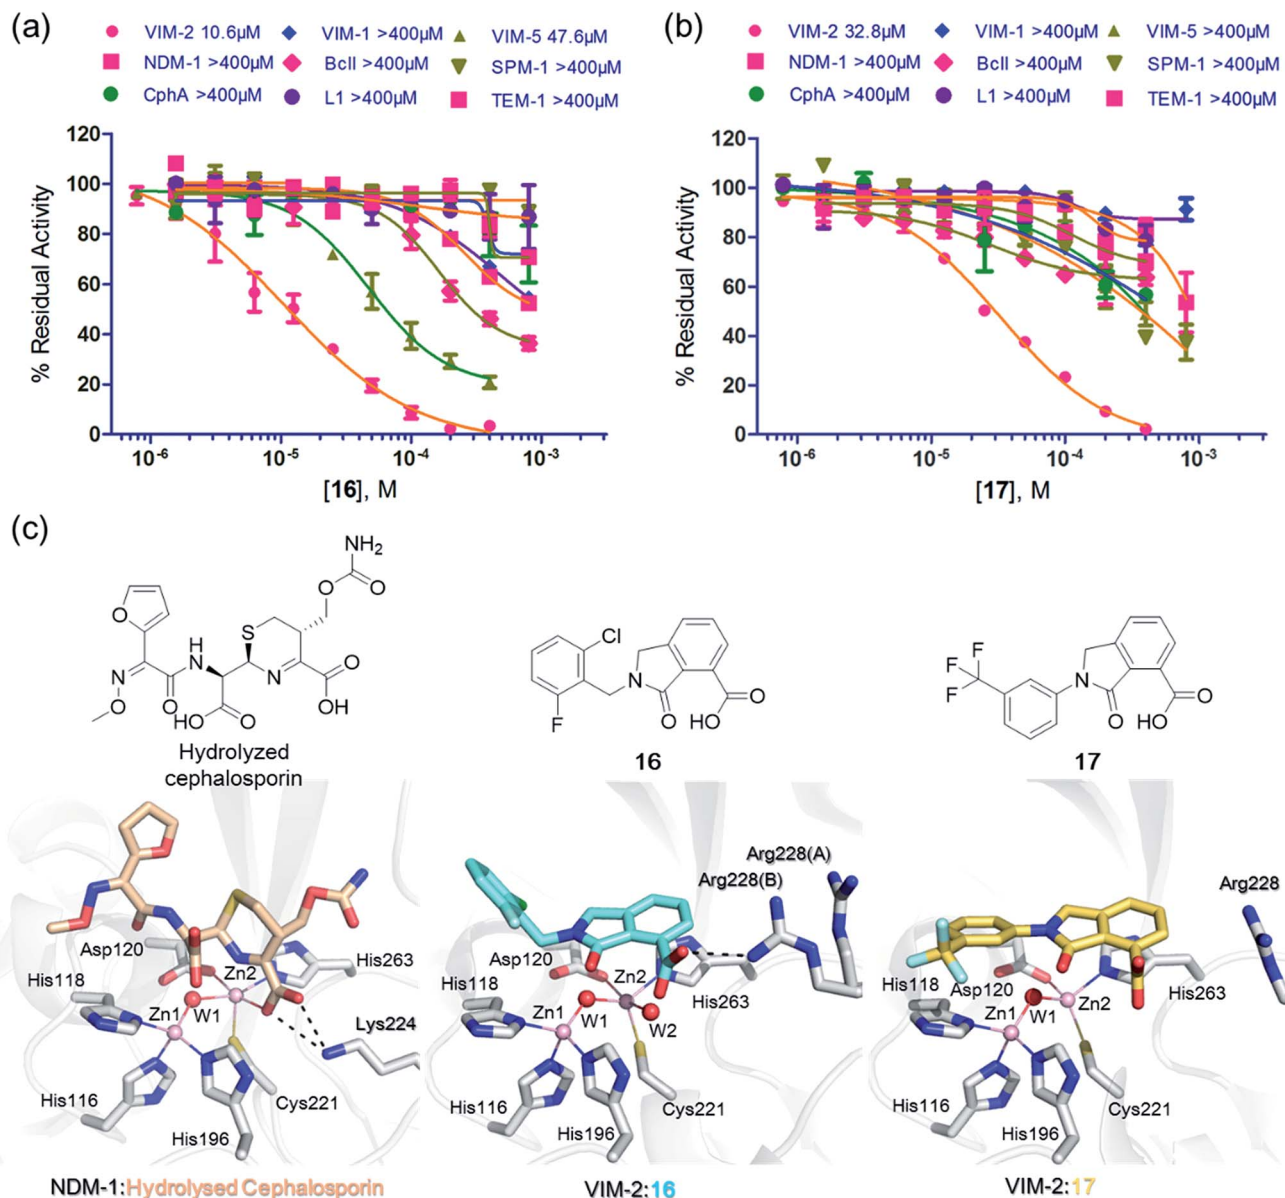 (a)
VIM-2 10.6µM VIM-1 >400µM VIM-5 47.6µM
NDM-1 >400µM BcII >400µM SPM-1 >400µM
CphA >400µM L1 >400µM TEM-1 >400µM
120
100
80
60
40
20
0
% Residual Activity
10-6 10-5 10-4 10-3
[16], M
(b)
VIM-2 32.8µM VIM-1 >400µM VIM-5 >400µM
NDM-1 >400µM BcII >400µM SPM-1 >400µM
CphA >400µM L1 >400µM TEM-1 >400µM
120
100
80
60
40
20
0
% Residual Activity
10-6 10-5 10-4 10-3
[17], M
(c)
NH2
O
O
O
S
H
N
N
N
O
O
O
OH
HO
O
Hydrolyzed
cephalosporin
Cl
N
F
O
HO
O
16
F
F
F
N
O
HO
O
17
Asp120
His118
Zn2
His263
Zn1
W1
Lys224
His116
Cys221
His196
NDM-1:Hydrolysed Cephalosporin
Arg228(A)
Arg228(B)
Asp120
His118
Zn2
His263
Zn1
W1
W2
His116
Cys221
His196
VIM-2:16
Arg228
His118
Asp120
His263
Zn1
W1
Zn2
His116
Cys221
His196
VIM-2:17